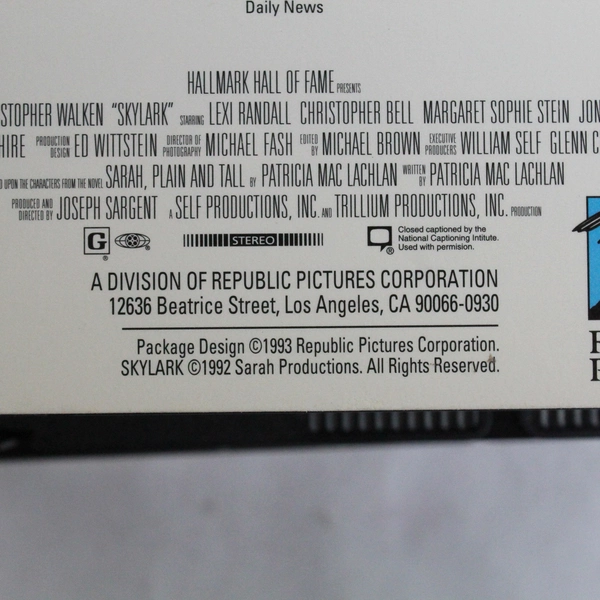 Daily News
HALLMARK HALL OF FAME PRESENTS
STOPHER WALKEN "SKYLARK" STARRING LEXI RANDALL CHRISTOPHER BELL MARGARET SOPHIE STEIN JON
HIRE PRODUCTION DESIGN ED WITTSTEIN DIRECTOR OF PHOTOGRAPHY MICHAEL FASH EDITED BY MICHAEL BROWN EXECUTIVE PRODUCERS WILLIAM SELF GLENN C
D UPON THE CHARACTERS FROM THE NOVEL SARAH, PLAIN AND TALL BY PATRICIA MAC LACHLAN WRITTEN BY PATRICIA MAC LACHLAN
PRODUCED AND DIRECTED BY JOSEPH SARGENT A SELF PRODUCTIONS, INC. AND TRILLIUM PRODUCTIONS, INC. PRODUCTION
G ® STEREO ® Closed captioned by the
National Captioning Intitute.
Used with permision.
A DIVISION OF REPUBLIC PICTURES CORPORATION
12636 Beatrice Street, Los Angeles, CA 90066-0930
Package Design ©1993 Republic Pictures Corporation.
SKYLARK ©1992 Sarah Productions. All Rights Reserved.